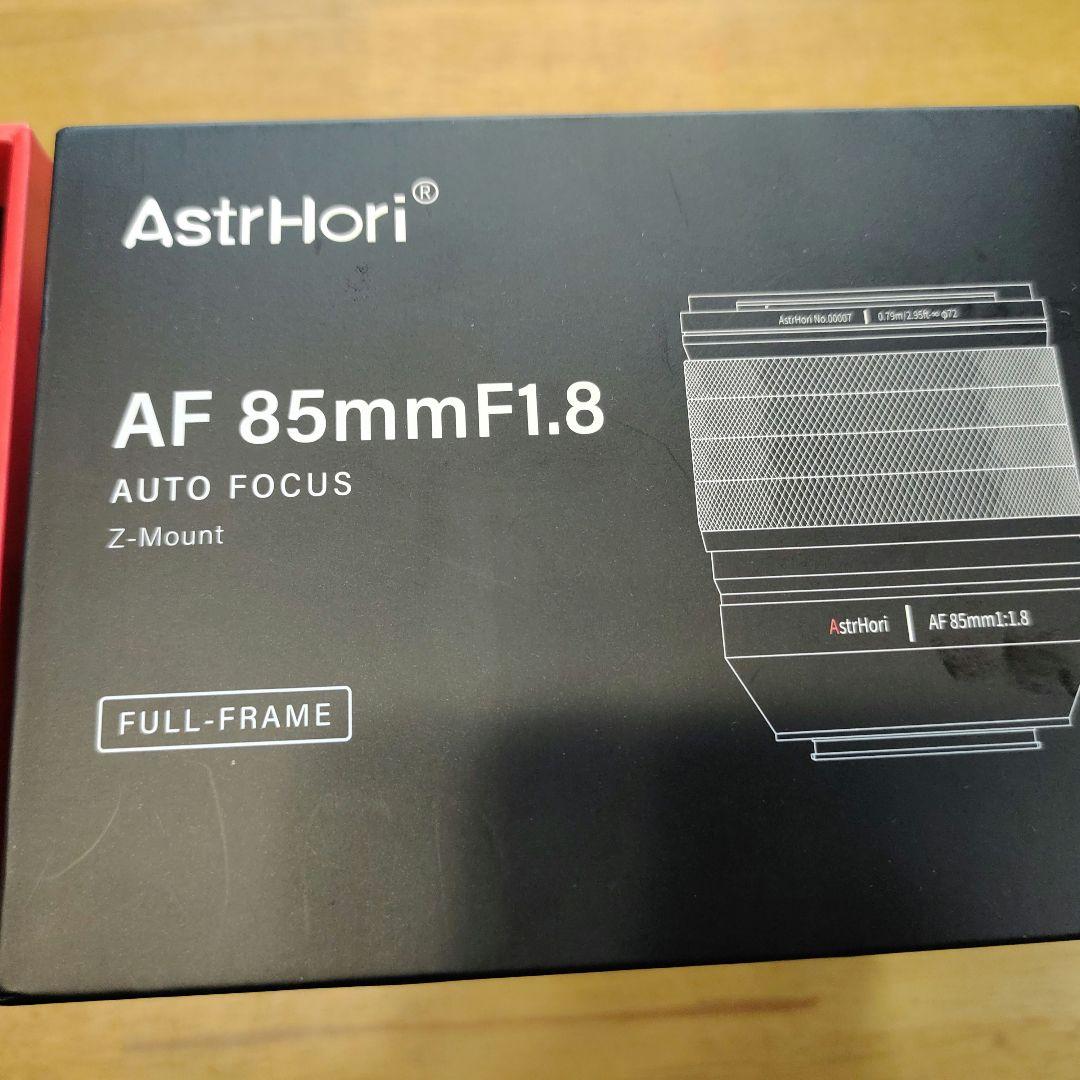 AstrHori®
AF 85mmF1.8
AUTO FOCUS
Z-Mount
FULL-FRAME
AstrHori No.00007 | 0.79m/2.95ft-∞ φ72
AstrHori | AF 85mm1:1.8